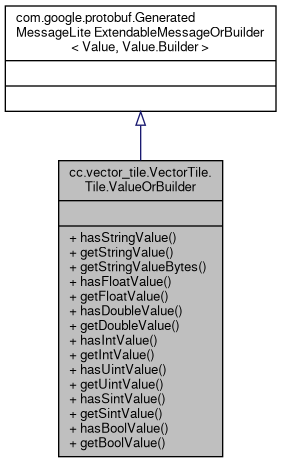 com.google.protobuf.Generated
MessageLite ExtendableMessageOrBuilder
< Value, Value.Builder >
cc.vector_tile.VectorTile.
Tile.ValueOrBuilder
+ hasStringValue()
+ getStringValue()
+ getStringValueBytes()
+ hasFloatValue()
+ getFloatValue()
+ hasDoubleValue()
+ getDoubleValue()
+ hasIntValue()
+ getIntValue()
+ hasUintValue()
+ getUintValue()
+ hasSintValue()
+ getSintValue()
+ hasBoolValue()
+ getBoolValue()